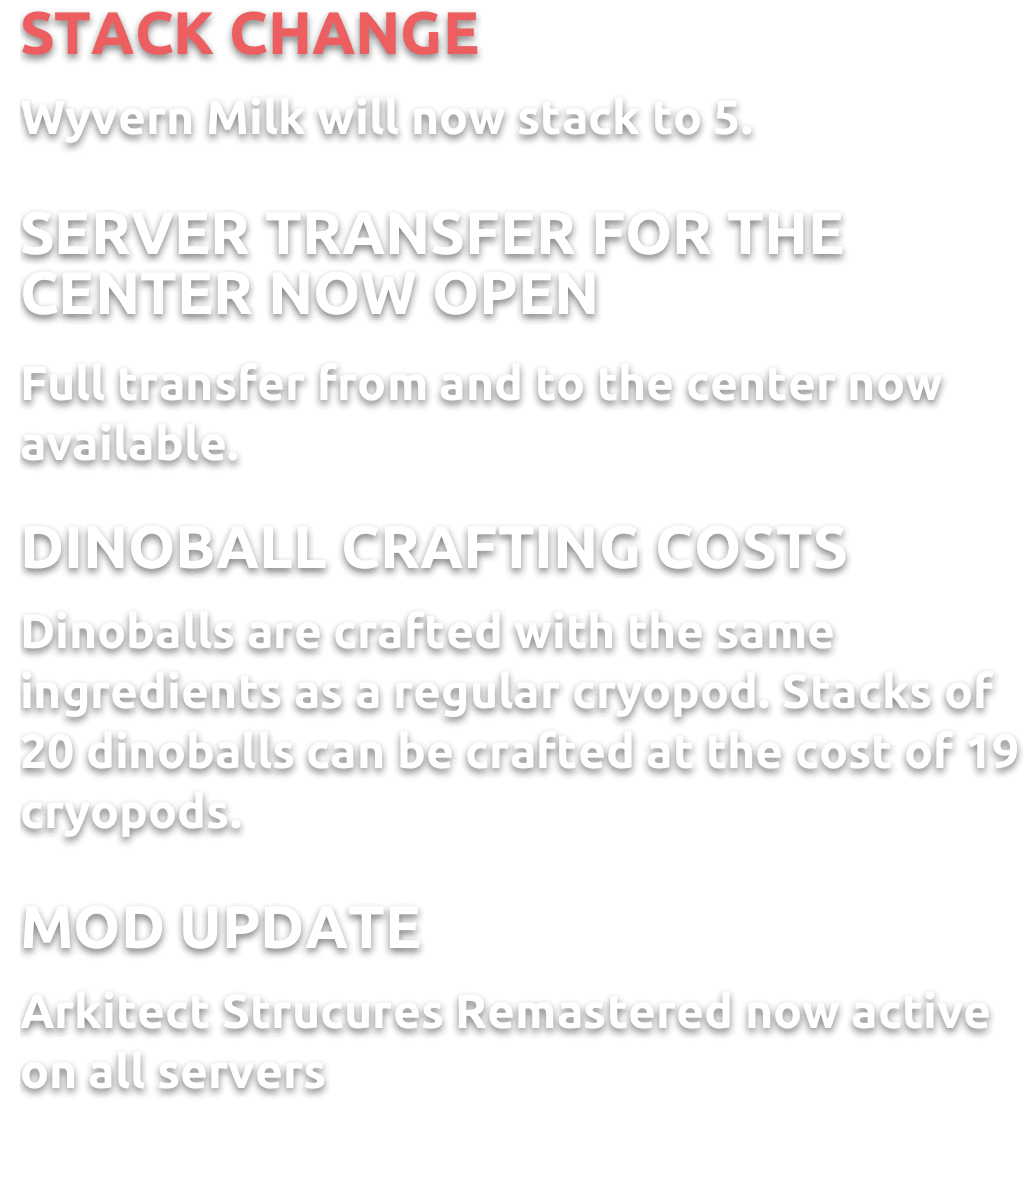 STACK CHANGE
Wyvern Milk will now stack to 5.
SERVER TRANSFER FOR THE
CENTER NOW OPEN
Full transfer from and to the center now
available.
DINOBALL CRAFTING COSTS
Dinoballs are crafted with the same
ingredients as a regular cryopod. Stacks of
20 dinoballs can be crafted at the cost of 19
cryopods.
MOD UPDATE
Arkitect Strucures Remastered now active
on all servers